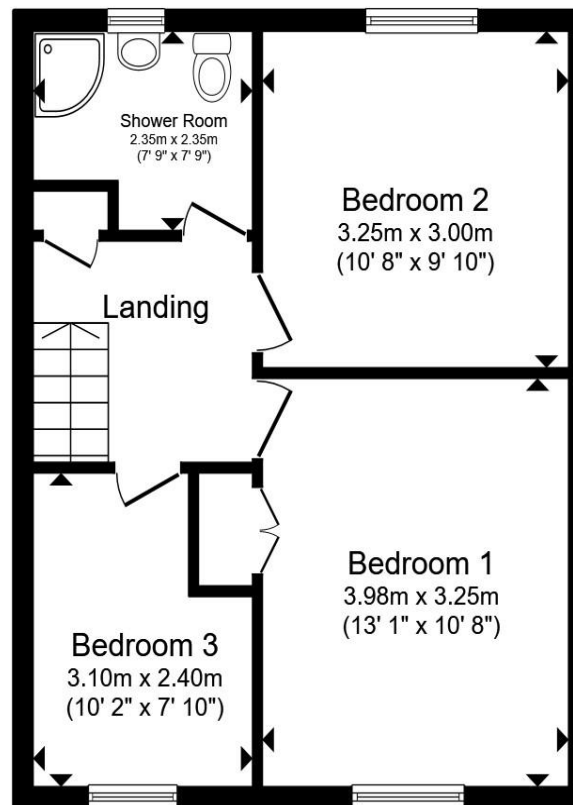 Shower Room
2.35m x 2.35m
(7' 9" x 7' 9")
Bedroom 2
3.25m x 3.00m
(10' 8" x 9' 10")
Landing
Bedroom 1
3.98m x 3.25m
(13' 1" x 10' 8")
Bedroom 3
3.10m x 2.40m
(10' 2" x 7' 10")